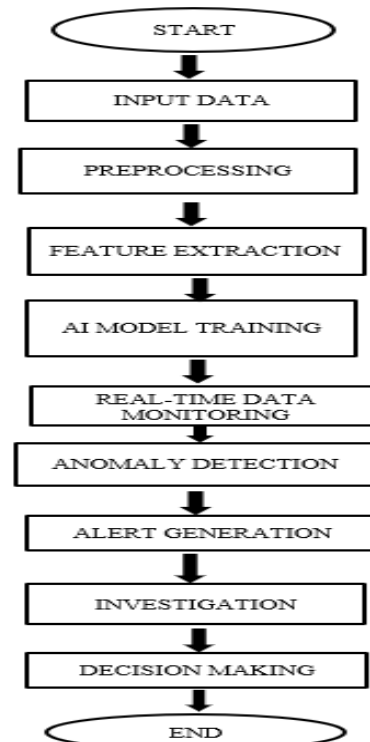 START
INPUT DATA
PREPROCESSING
FEATURE EXTRACTION
AI MODEL TRAINING
REAL-TIME DATA
MONITORING
ANOMALY DETECTION
ALERT GENERATION
INVESTIGATION
DECISION MAKING
END